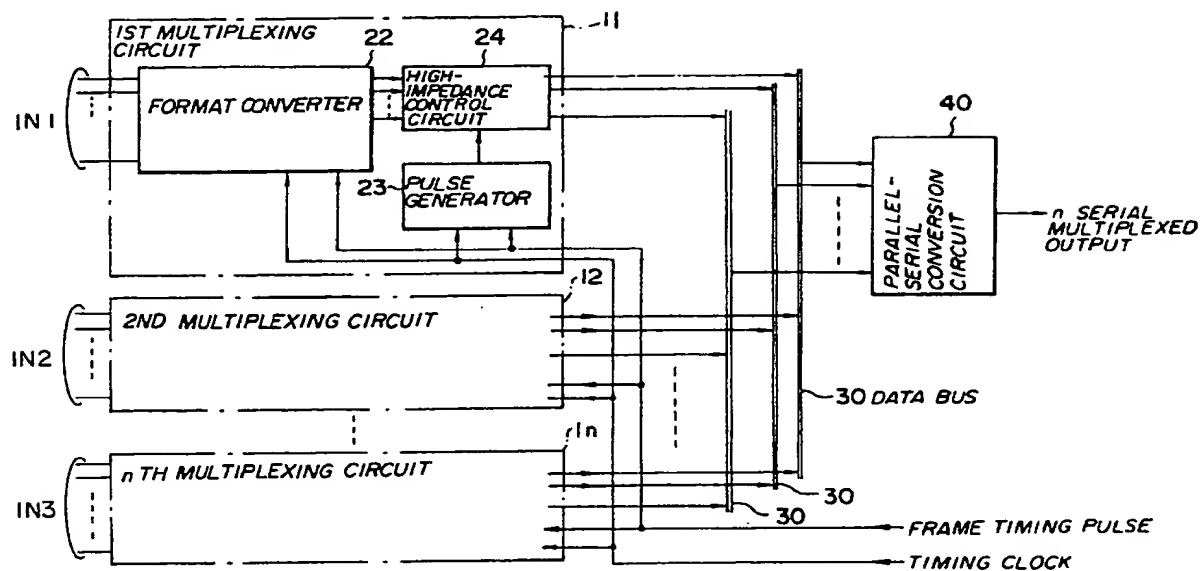 1ST MULTIPLEXING
CIRCUIT
11
22
24
IN 1
FORMAT CONVERTER
HIGH-
IMPEDANCE
CONTROL
CIRCUIT
23
PULSE
GENERATOR
40
PARALLEL-
SERIAL
CONVERSION
CIRCUIT
n SERIAL
MULTIPLEXED
OUTPUT
12
2ND MULTIPLEXING CIRCUIT
IN2
30 DATA BUS
1n
n TH MULTIPLEXING CIRCUIT
IN3
30
30
FRAME TIMING PULSE
TIMING CLOCK